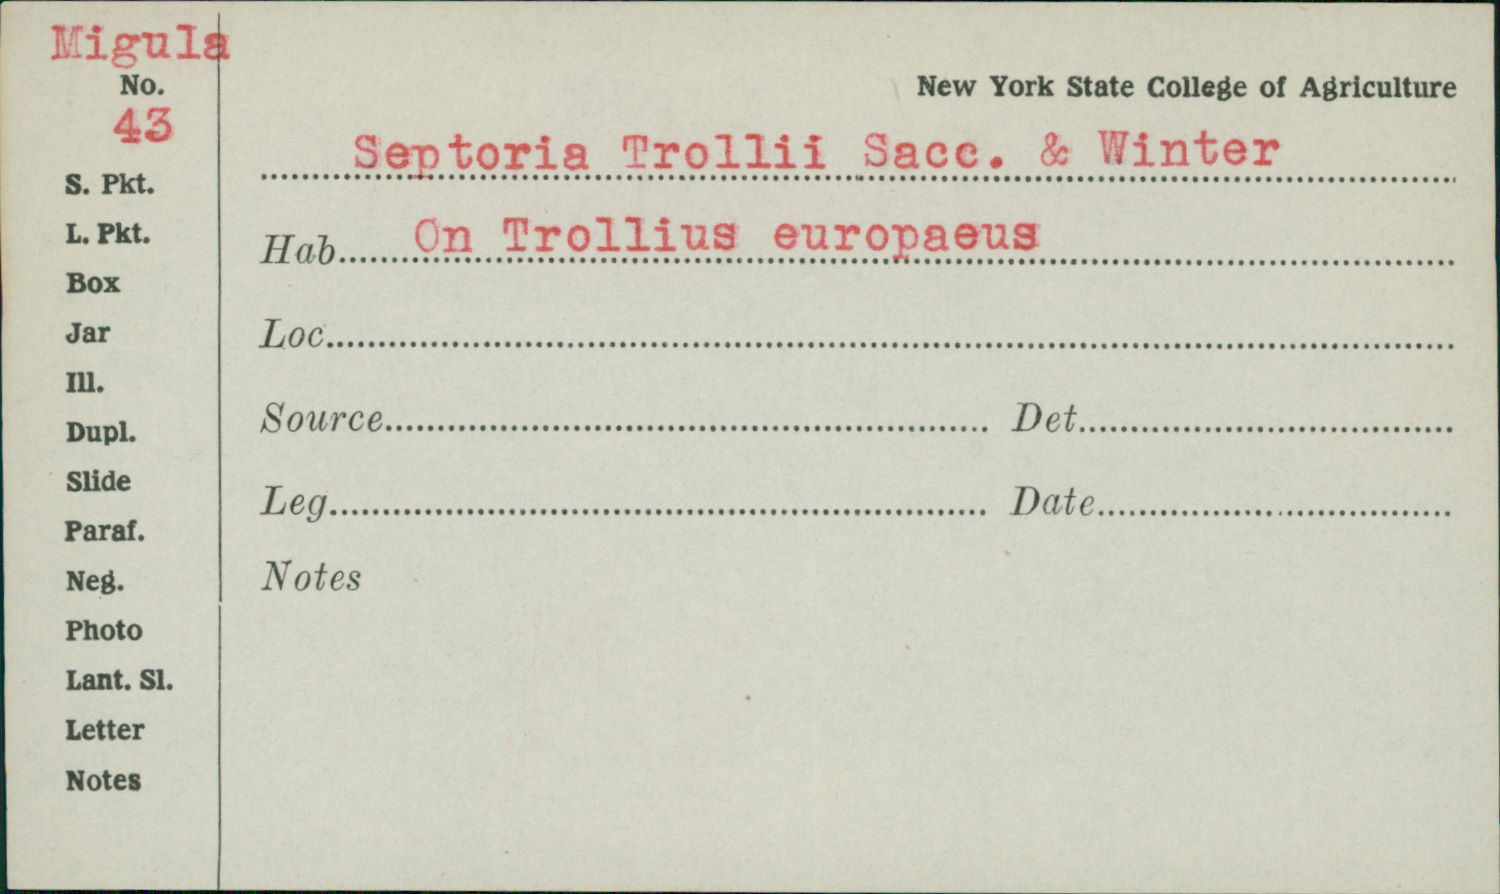 Migula
No.
43
S. Pkt.
L. Pkt.
Box
Jar
Ill.
Dupl.
Slide
Paraf.
Neg.
Photo
Lant. Sl.
Letter
Notes
New York State College of Agriculture
Septoria Trollii Sacc. & Winter
Hab. On Trollius europaeus
Loc.
Source Det.
Leg. Date
Notes